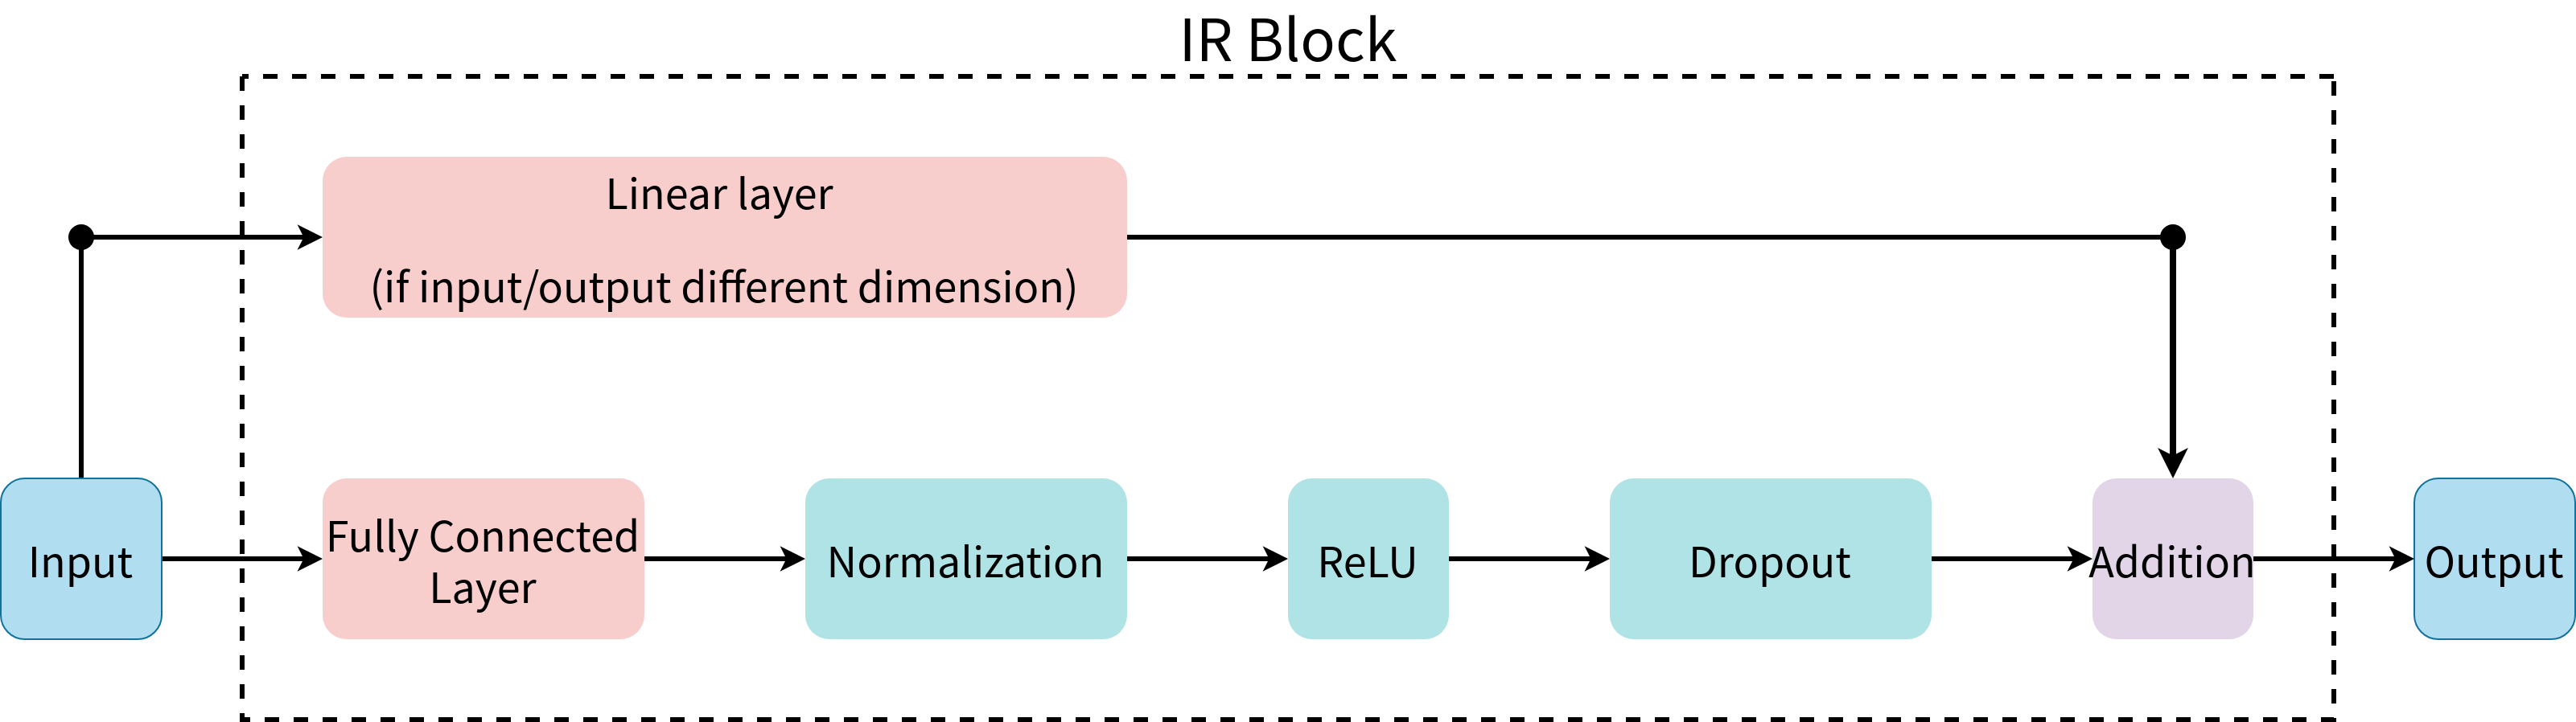 IR Block
Linear layer
(if input/output different dimension)
Input
Fully Connected
Layer
Normalization
ReLU
Dropout
Addition
Output